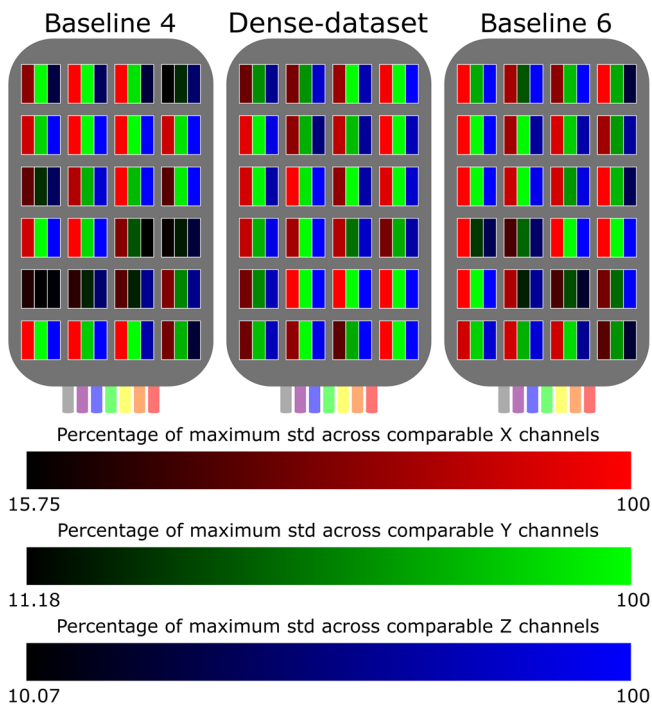 Baseline 4 Dense-dataset Baseline 6
Percentage of maximum std across comparable X channels
15.75 100
Percentage of maximum std across comparable Y channels
11.18 100
Percentage of maximum std across comparable Z channels
10.07 100